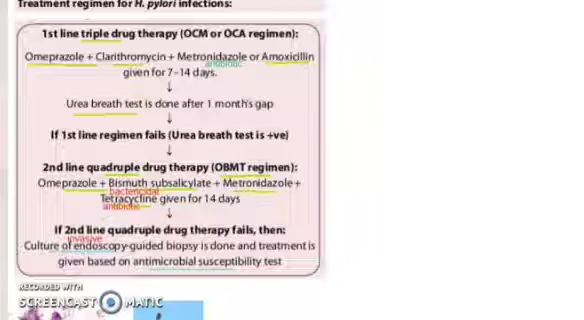 Treatment regimen for H. pylori infections:
1st line triple drug therapy (OCM or OCA regimen):
Omeprazole + Clarithromycin + Metronidazole or Amoxicillin
antibiotic
given for 7–14 days.
↓
Urea breath test is done after 1 month's gap
↓
If 1st line regimen fails (Urea breath test is +ve)
↓
2nd line quadruple drug therapy (OBMT regimen):
Omeprazole + Bismuth subsalicylate + Metronidazole +
bactericidal
Tetracycline given for 14 days
antibiotic
↓
If 2nd line quadruple drug therapy fails, then:
invasive
Culture of endoscopy-guided biopsy is done and treatment is
given based on antimicrobial susceptibility test
RECORDED WITH
SCREENCAST MATIC